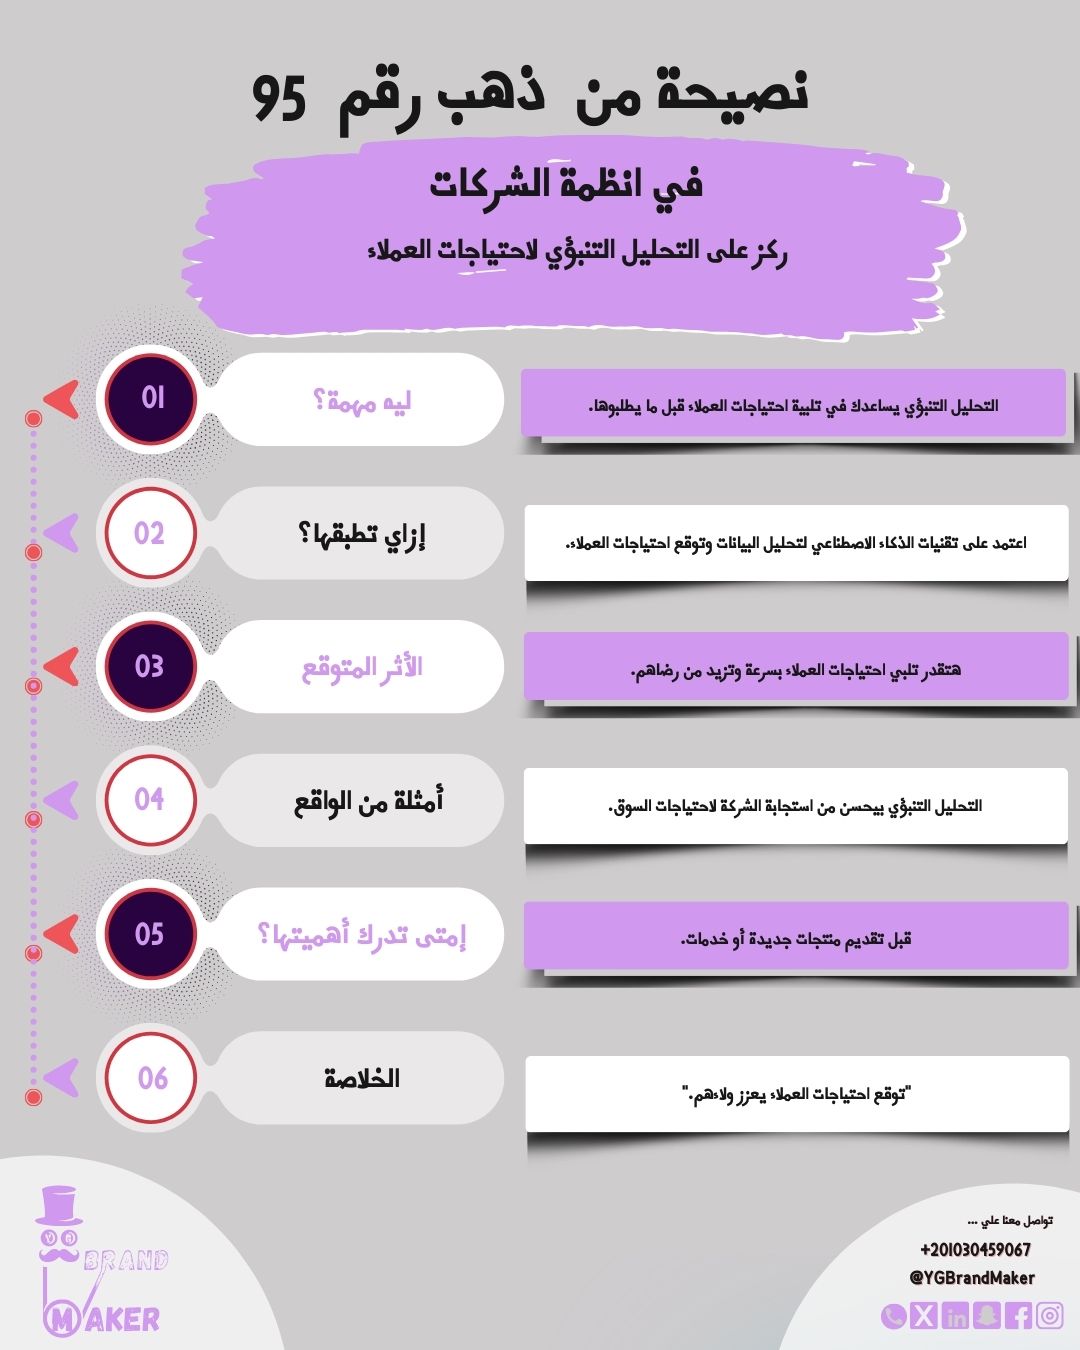 نصيحة من ذهب رقم 95
في انظمة الشركات
ركز على التحليل التنبؤي لاحتياجات العملاء
01
ليه مهمة؟
التحليل التنبؤي يساعدك في تلبية احتياجات العملاء قبل ما يطلبوها.
02
إزاي تطبقها؟
اعتمد على تقنيات الذكاء الاصطناعي لتحليل البيانات وتوقع احتياجات العملاء.
03
الأثر المتوقع
هتقدر تلبي احتياجات العملاء بسرعة وتزيد من رضاهم.
04
أمثلة من الواقع
التحليل التنبؤي بيحسن من استجابة الشركة لاحتياجات السوق.
05
إمتى تدرك أهميتها؟
قبل تقديم منتجات جديدة أو خدمات.
06
الخلاصة
"توقع احتياجات العملاء يعزز ولاءهم."
BRAND
MAKER
تواصل معنا علي ...
+201030459067
@YGBrandMaker